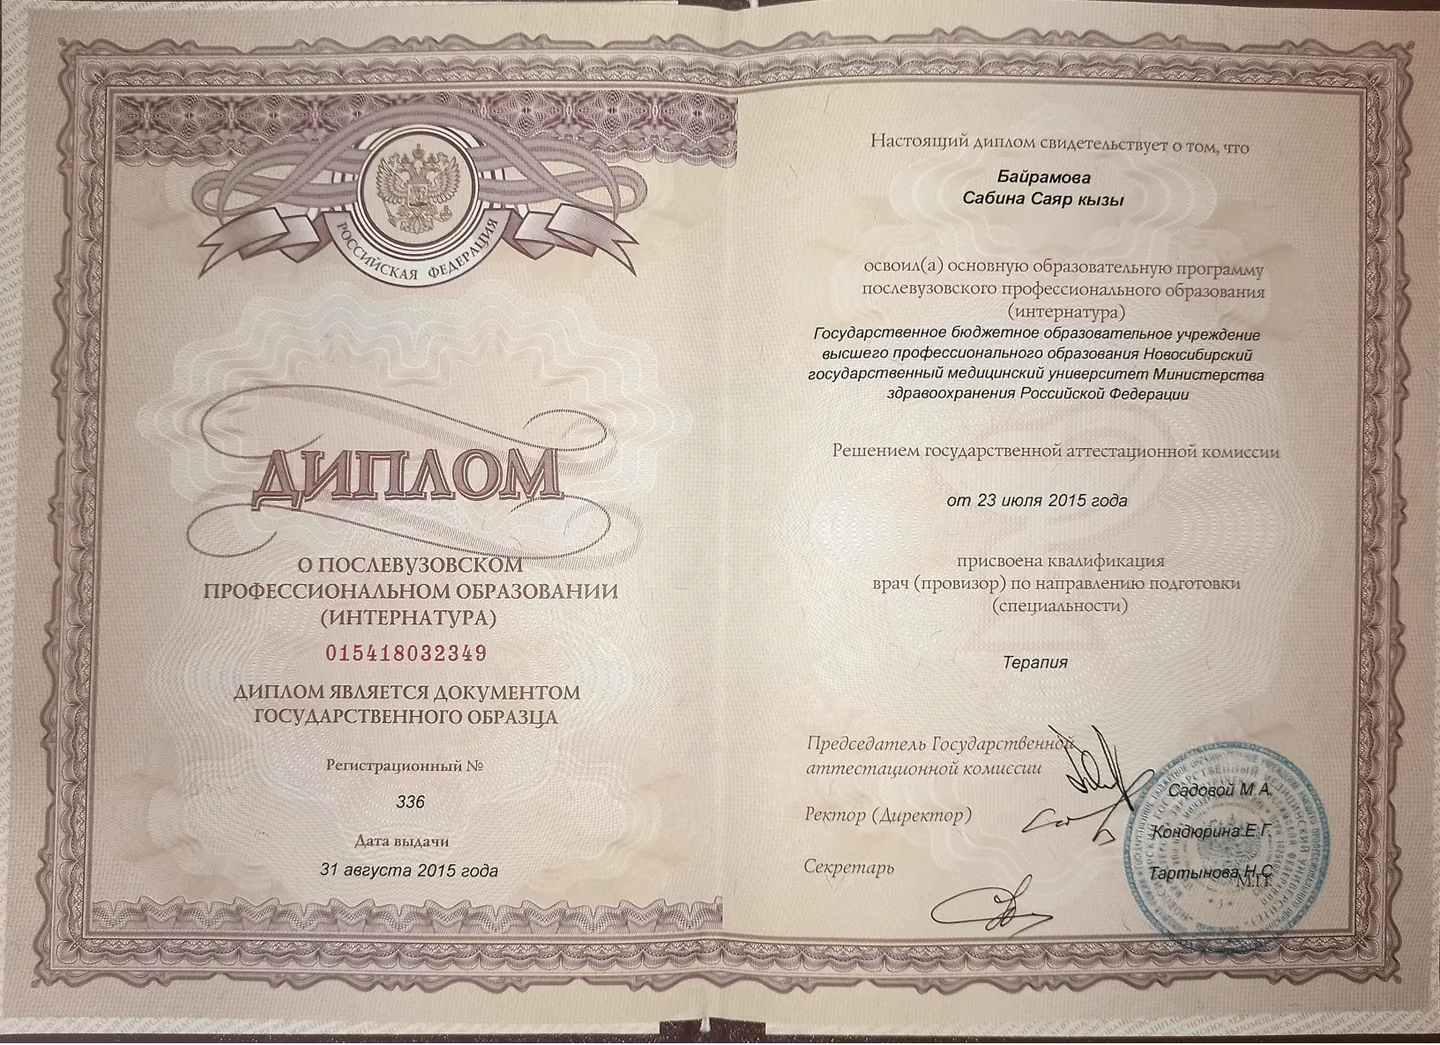 РОССИЙСКАЯ ФЕДЕРАЦИЯ
ДИПЛОМ
О ПОСЛЕВУЗОВСКОМ
ПРОФЕССИОНАЛЬНОМ ОБРАЗОВАНИИ
(ИНТЕРНАТУРА)
015418032349
ДИПЛОМ ЯВЛЯЕТСЯ ДОКУМЕНТОМ
ГОСУДАРСТВЕННОГО ОБРАЗЦА
Регистрационный №
336
Дата выдачи
31 августа 2015 года
Настоящий диплом свидетельствует о том, что
Байрамова
Сабина Саяр кызы
освоил(а) основную образовательную программу
послевузовского профессионального образования
(интернатура)
Государственное бюджетное образовательное учреждение
высшего профессионального образования Новосибирский
государственный медицинский университет Министерства
здравоохранения Российской Федерации
Решением государственной аттестационной комиссии
от 23 июля 2015 года
присвоена квалификация
врач (провизор) по направлению подготовки
(специальности)
Терапия
Председатель Государственной
аттестационной комиссии
Садовой М.А.
Ректор (Директор)
Кондюрина Е.Г.
Секретарь
Тартынова Н.С.
М.П.